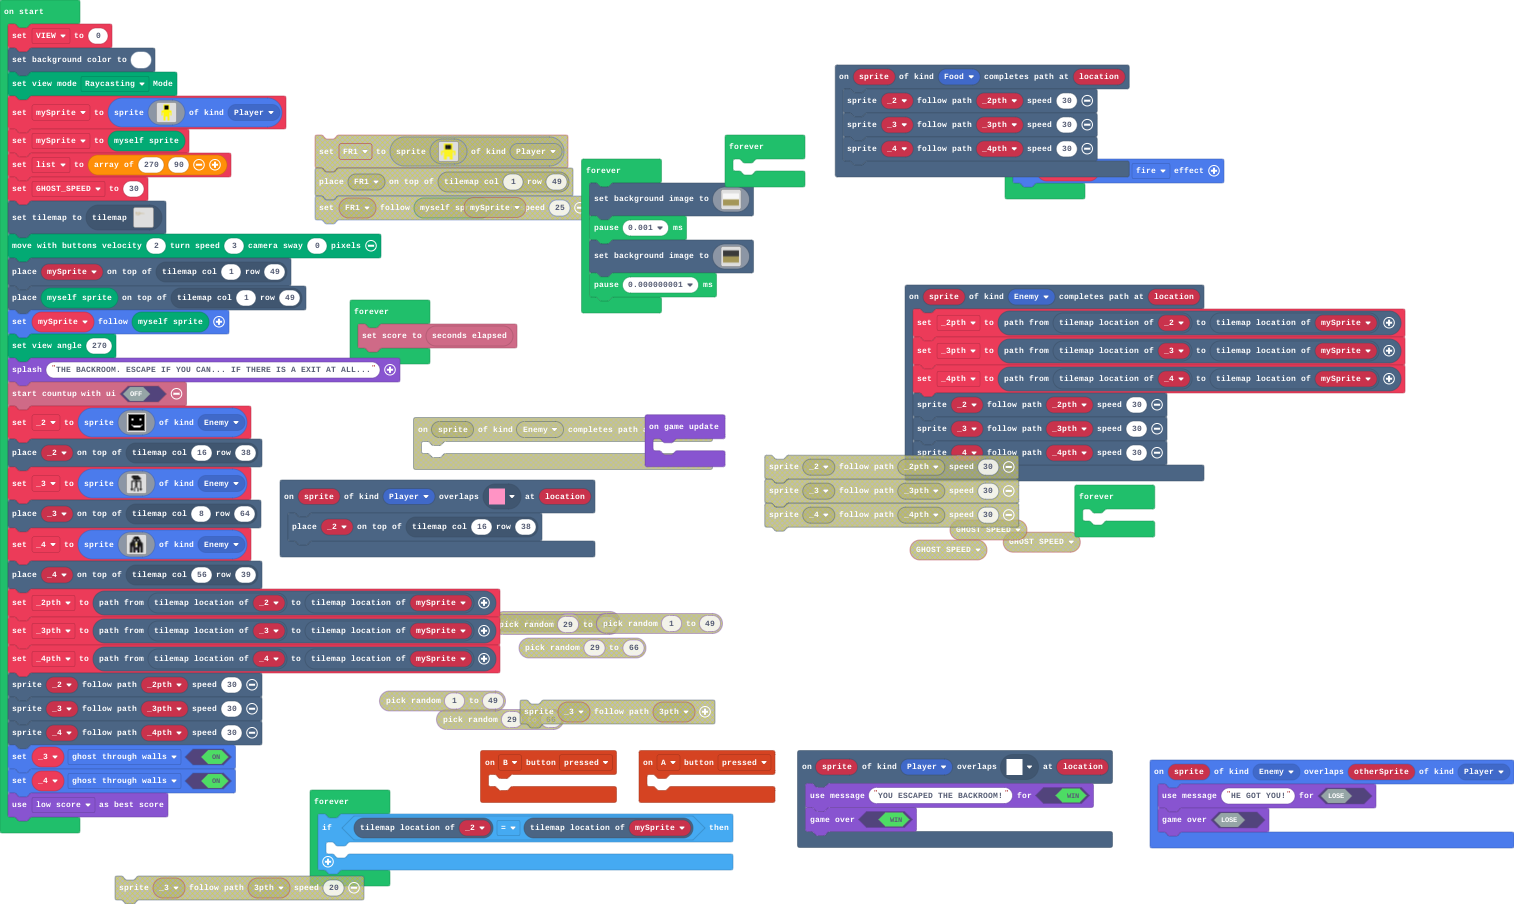 on start
set VIEW to 0
set background color to
set view mode Raycasting Mode
set mySprite to sprite of kind Player
set mySprite to myself sprite
set list to array of 270 90
set GHOST_SPEED to 30
set tilemap to tilemap
move with buttons velocity 2 turn speed 3 camera sway 0 pixels
place mySprite on top of tilemap col 1 row 49
place myself sprite on top of tilemap col 1 row 49
set mySprite follow myself sprite
set view angle 270
splash "THE BACKROOM. ESCAPE IF YOU CAN... IF THERE IS A EXIT AT ALL..."
start countup with ui OFF
set _2 to sprite of kind Enemy
place _2 on top of tilemap col 16 row 38
set _3 to sprite of kind Enemy
place _3 on top of tilemap col 8 row 64
set _4 to sprite of kind Enemy
place _4 on top of tilemap col 56 row 39
set _2pth to path from tilemap location of _2 to tilemap location of mySprite
set _3pth to path from tilemap location of _3 to tilemap location of mySprite
set _4pth to path from tilemap location of _4 to tilemap location of mySprite
sprite _2 follow path _2pth speed 30
sprite _3 follow path _3pth speed 30
sprite _4 follow path _4pth speed 30
set _3 ghost through walls ON
set _4 ghost through walls ON
use low score as best score
set FR1 to sprite of kind Player
place FR1 on top of tilemap col 1 row 49
set FR1 follow myself sp mySprite peed 25
forever
set background image to
pause 0.001 ms
set background image to
pause 0.000000001 ms
forever
on sprite of kind Food completes path at location
sprite _2 follow path _2pth speed 30
sprite _3 follow path _3pth speed 30
sprite _4 follow path _4pth speed 30
fire effect
forever
set score to seconds elapsed
on sprite of kind Enemy completes path
on game update
on sprite of kind Player overlaps at location
place _2 on top of tilemap col 16 row 38
on sprite of kind Enemy completes path at location
set _2pth to path from tilemap location of _2 to tilemap location of mySprite
set _3pth to path from tilemap location of _3 to tilemap location of mySprite
set _4pth to path from tilemap location of _4 to tilemap location of mySprite
sprite _2 follow path _2pth speed 30
sprite _3 follow path _3pth speed 30
sprite _4 follow path _4pth speed 30
sprite _2 follow path _2pth speed 30
sprite _3 follow path _3pth speed 30
sprite _4 follow path _4pth speed 30
GHOST SPEED
GHOST SPEED
GHOST SPEED
forever
pick random 29 to
pick random 1 to 49
pick random 29 to 66
pick random 1 to 49
pick random 29 66
sprite _3 follow path 3pth
on B button pressed
on A button pressed
on sprite of kind Player overlaps at location
use message "YOU ESCAPED THE BACKROOM!" for WIN
game over WIN
on sprite of kind Enemy overlaps otherSprite of kind Player
use message "HE GOT YOU!" for LOSE
game over LOSE
forever
if tilemap location of _2 = tilemap location of mySprite then
sprite _3 follow path 3pth speed 20